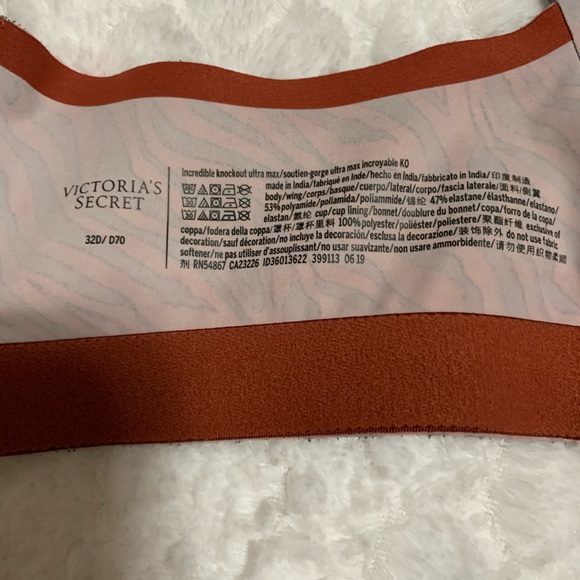 VICTORIA'S
SECRET
32D/ D70
Incredible knockout ultra max/soutien-gorge ultra max Incroyable KO
made in India/fabriqué en Inde/hecho en India/fabbricato in India/印度制造
body/wing/corps/basque/cuerpo/lateral/corpo/fascia laterale/面料/侧翼
53%polyamide/poliamida/poliammide/锦纶 47% elastane/élasthanne/elastano/
elastan/氨纶 cup/cup lining/bonnet/doublure du bonnet/copa/forro de la copa/
coppa/fodera della coppa/罩杯/罩杯里料 100%polyester/poliéster/poliestere/聚酯纤维 exclusive of
decoration/sauf décoration/no incluye la decoración/esclusa la decorazione/装饰除外 do not use fabric
softener/ne pas utiliser d'assouplissant/no usar suavizante/non usare ammorbidente/请勿使用织物柔顺
剂 RN54867 CA23226 ID36013622 399113 06 19